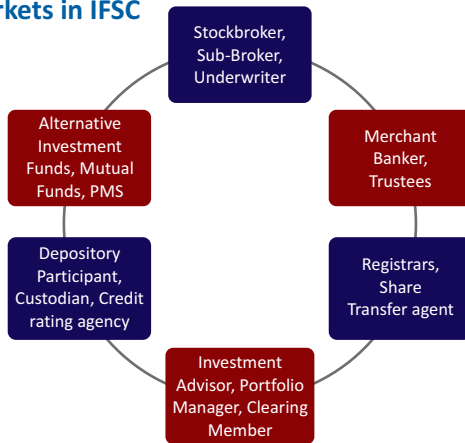 rkets in IFSC
Stockbroker,
Sub-Broker,
Underwriter
Merchant
Banker,
Trustees
Registrars,
Share
Transfer agent
Investment
Advisor, Portfolio
Manager, Clearing
Member
Depository
Participant,
Custodian, Credit
rating agency
Alternative
Investment
Funds, Mutual
Funds, PMS